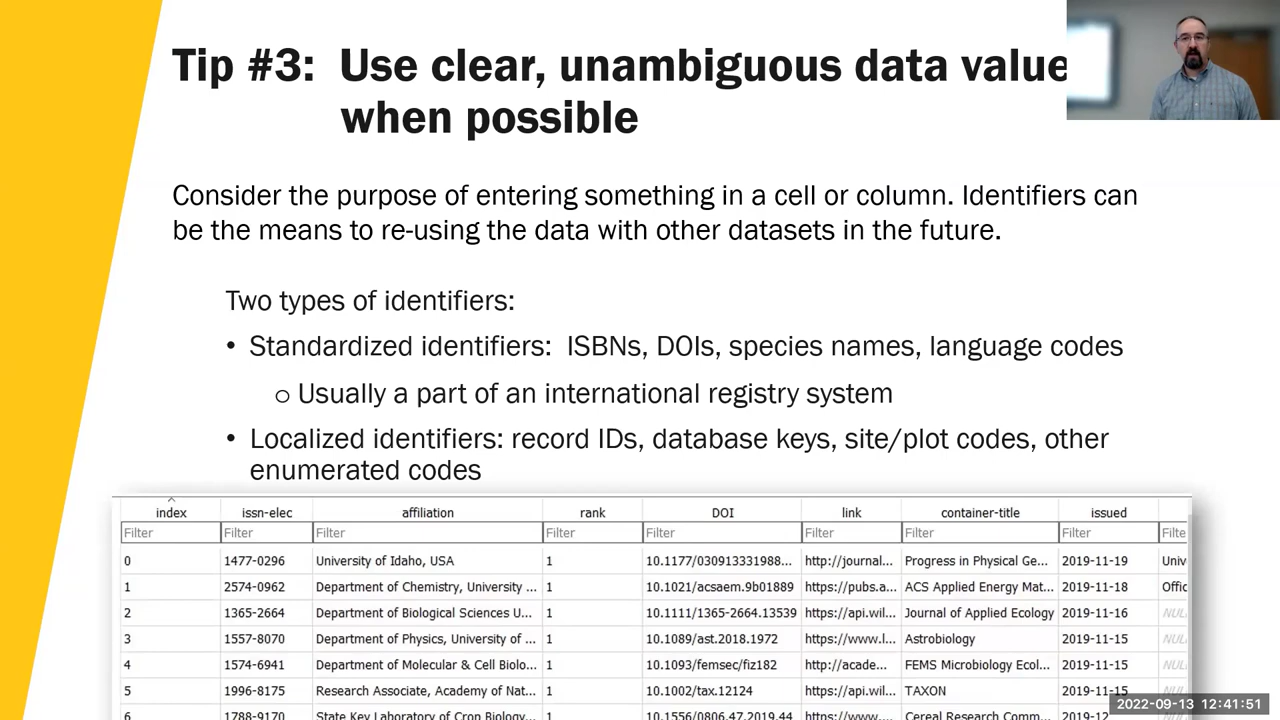 Tip #3: Use clear, unambiguous data value
when possible
Consider the purpose of entering something in a cell or column. Identifiers can
be the means to re-using the data with other datasets in the future.
Two types of identifiers:
• Standardized identifiers: ISBNs, DOIs, species names, language codes
o Usually a part of an international registry system
• Localized identifiers: record IDs, database keys, site/plot codes, other
enumerated codes
index issn-elec affiliation rank DOI link container-title issued
Filter Filter Filter Filter Filter Filter Filter Filter Filte
0 1477-0296 University of Idaho, USA 1 10.1177/030913331988... http://journal... Progress in Physical Ge... 2019-11-19 Univ
1 2574-0962 Department of Chemistry, University ... 1 10.1021/acsaem.9b01889 https://pubs.a... ACS Applied Energy Mat... 2019-11-18 Offic
2 1365-2664 Department of Biological Sciences U... 1 10.1111/1365-2664.13539 https://api.wil... Journal of Applied Ecology 2019-11-16 NUL
3 1557-8070 Department of Physics, University of ... 1 10.1089/ast.2018.1972 https://www.l... Astrobiology 2019-11-15 NUL
4 1574-6941 Department of Molecular & Cell Biolo... 1 10.1093/femsec/fiz182 http://acade... FEMS Microbiology Ecol... 2019-11-15 NUL
5 1996-8175 Research Associate, Academy of Nat... 1 10.1002/tax.12124 https://api.wil... TAXON 2019-11-15
6 1788-9170 State Key Laboratory of Crop Biology... 1 10.1556/0806.47.2019.44 https://www.... Cereal Research Comm... 2019-12
2022-09-13 12:41:51